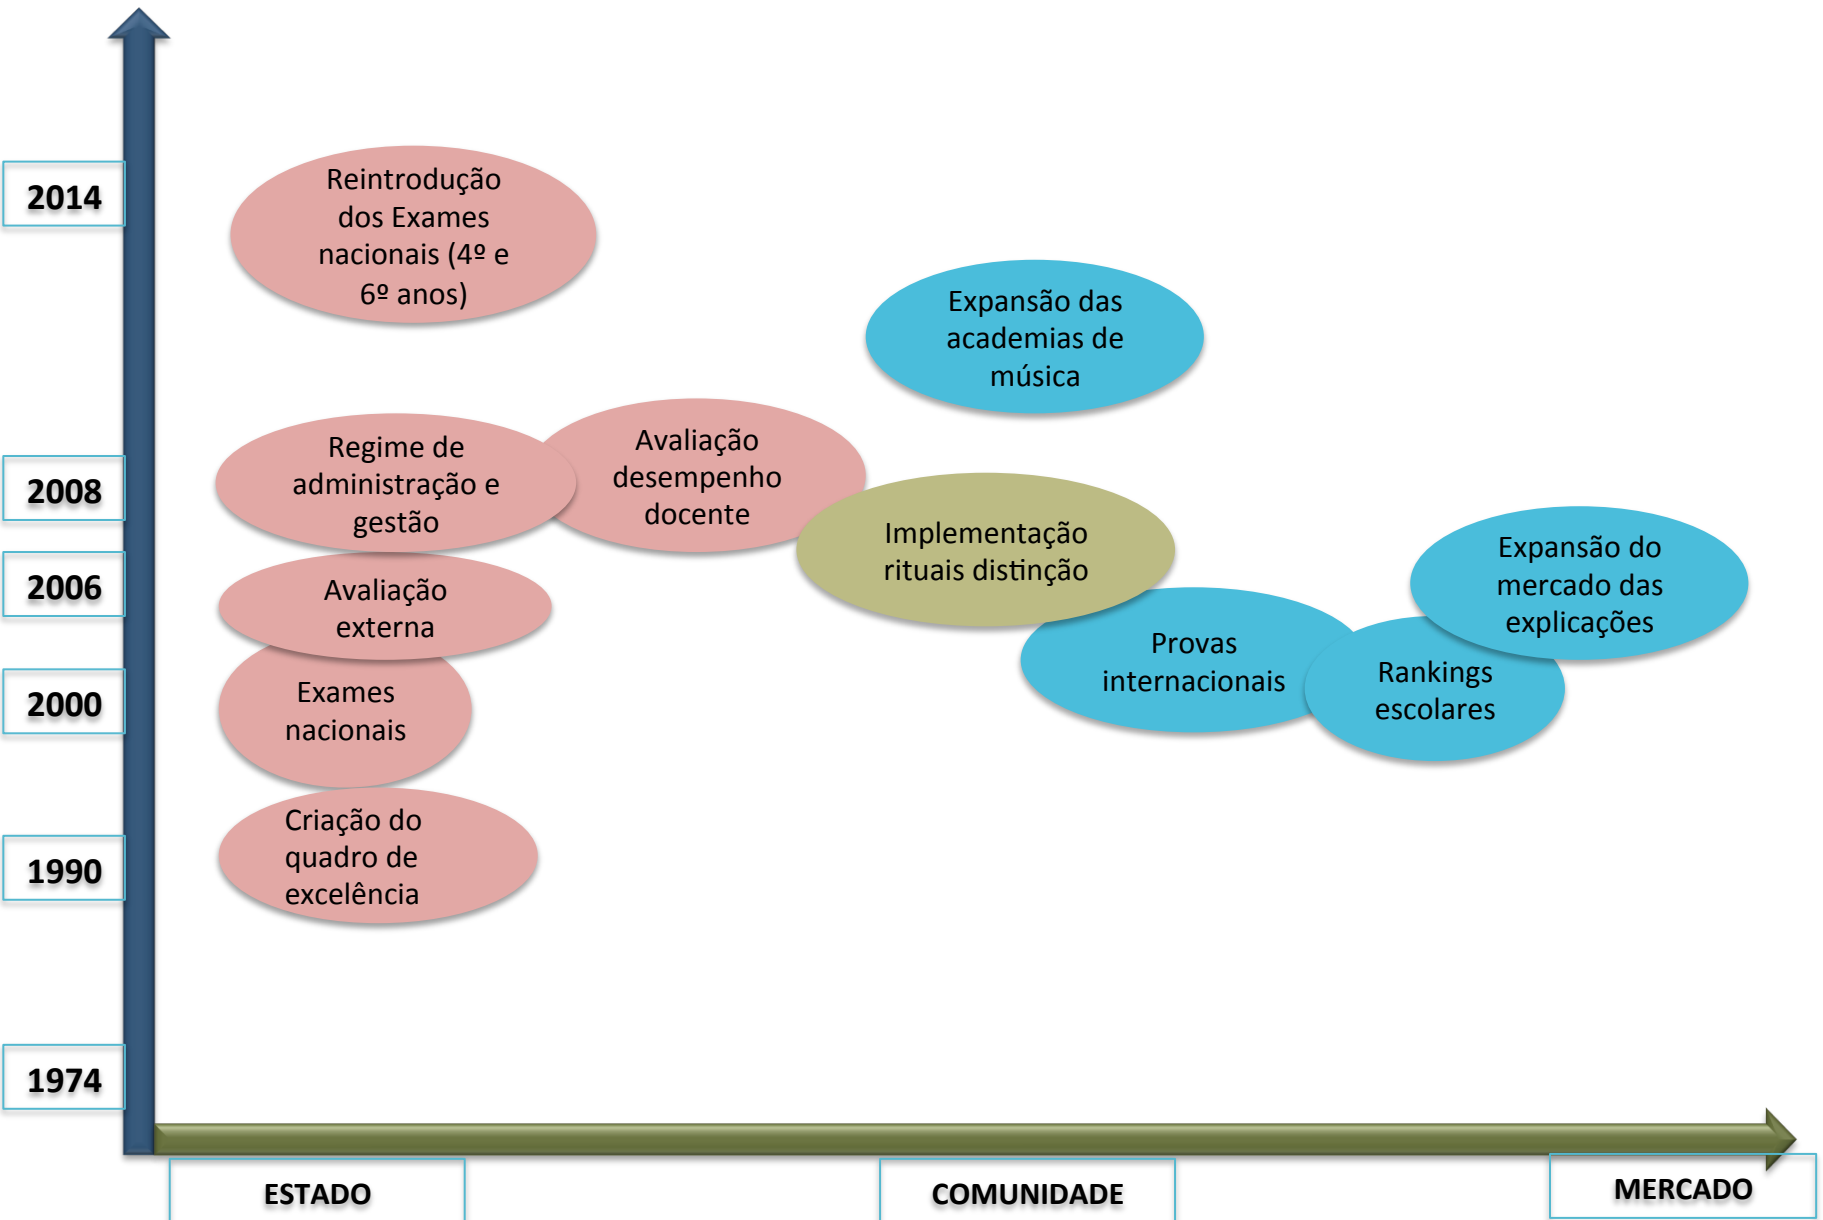 2014
Reintrodução
dos Exames
nacionais (4º e
6º anos)
Expansão das
academias de
música
2008
Regime de
administração e
gestão
Avaliação
desempenho
docente
Implementação
rituais distinção
Expansão do
mercado das
explicações
2006
Avaliação
externa
Provas
internacionais
Rankings
escolares
2000
Exames
nacionais
1990
Criação do
quadro de
excelência
1974
ESTADO
COMUNIDADE
MERCADO